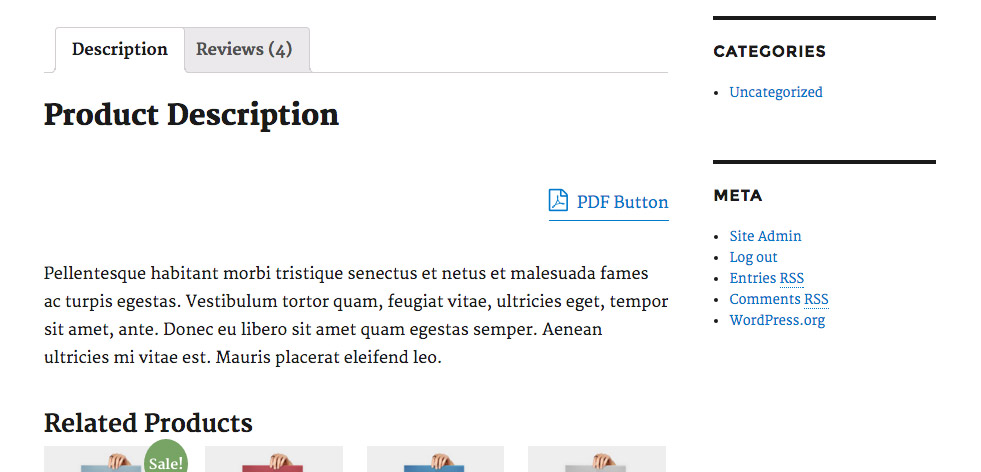 Description
Reviews (4)
Product Description
PDF Button
Pellentesque habitant morbi tristique senectus et netus et malesuada fames
ac turpis egestas. Vestibulum tortor quam, feugiat vitae, ultricies eget, tempor
sit amet, ante. Donec eu libero sit amet quam egestas semper. Aenean
ultricies mi vitae est. Mauris placerat eleifend leo.
Related Products
Sale!
CATEGORIES
Uncategorized
META
Site Admin
Log out
Entries RSS
Comments RSS
WordPress.org